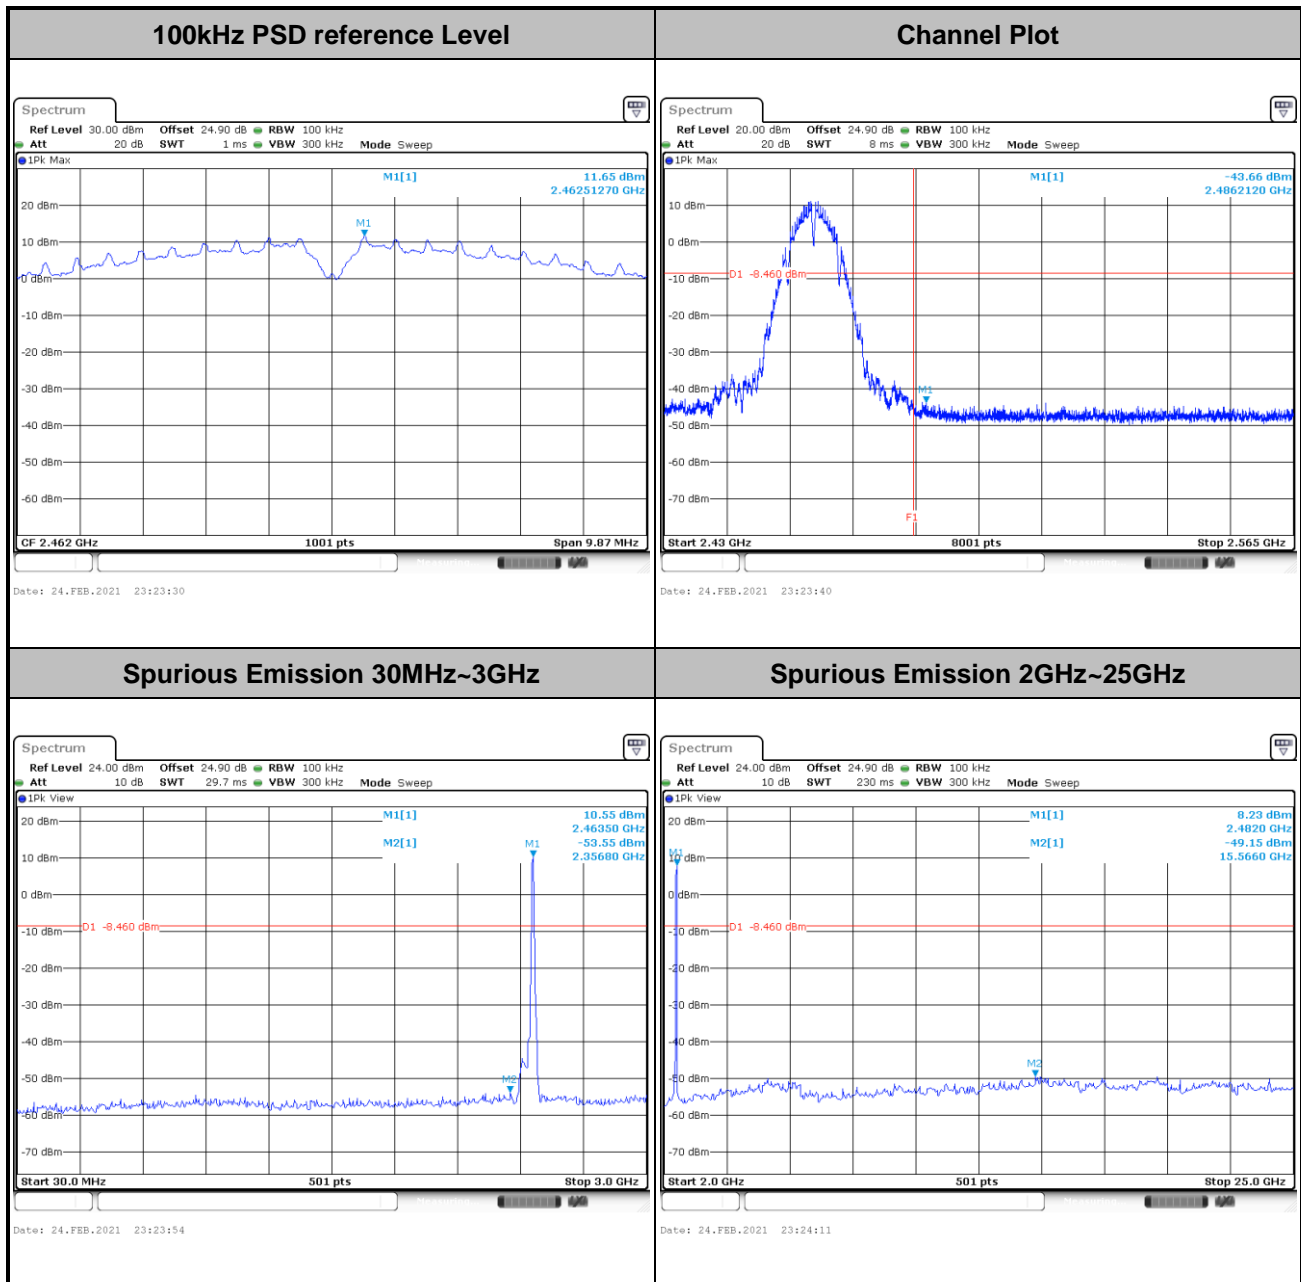 100kHz PSD reference Level
Channel Plot
Spectrum
Ref Level 30.00 dBm Offset 24.90 dB RBW 100 kHz
Att 20 dB SWT 1 ms VBW 300 kHz Mode Sweep
1Pk Max
M1[1] 11.65 dBm
2.46251270 GHz
M1
20 dBm
10 dBm
0 dBm
-10 dBm
-20 dBm
-30 dBm
-40 dBm
-50 dBm
-60 dBm
CF 2.462 GHz 1001 pts Span 9.87 MHz
Measuring...
Date: 24.FEB.2021 23:23:30
Spectrum
Ref Level 20.00 dBm Offset 24.90 dB RBW 100 kHz
Att 20 dB SWT 8 ms VBW 300 kHz Mode Sweep
1Pk Max
M1[1] -43.66 dBm
2.4862120 GHz
10 dBm
0 dBm
-10 dBm
D1 -8.460 dBm
-20 dBm
-30 dBm
-40 dBm
M1
-50 dBm
-60 dBm
-70 dBm
F1
Start 2.43 GHz 8001 pts Stop 2.565 GHz
Measuring...
Date: 24.FEB.2021 23:23:40
Spurious Emission 30MHz~3GHz
Spurious Emission 2GHz~25GHz
Spectrum
Ref Level 24.00 dBm Offset 24.90 dB RBW 100 kHz
Att 10 dB SWT 29.7 ms VBW 300 kHz Mode Sweep
1Pk View
M1[1] 10.55 dBm
2.46350 GHz
M2[1] -53.55 dBm
2.35680 GHz
M1
20 dBm
10 dBm
0 dBm
-10 dBm
D1 -8.460 dBm
-20 dBm
-30 dBm
-40 dBm
-50 dBm
M2
-60 dBm
-70 dBm
Start 30.0 MHz 501 pts Stop 3.0 GHz
Measuring...
Date: 24.FEB.2021 23:23:54
Spectrum
Ref Level 24.00 dBm Offset 24.90 dB RBW 100 kHz
Att 10 dB SWT 230 ms VBW 300 kHz Mode Sweep
1Pk View
M1[1] 8.23 dBm
2.4820 GHz
M2[1] -49.15 dBm
15.5660 GHz
20 dBm
M1
10 dBm
0 dBm
-10 dBm
D1 -8.460 dBm
-20 dBm
-30 dBm
-40 dBm
M2
-50 dBm
-60 dBm
-70 dBm
Start 2.0 GHz 501 pts Stop 25.0 GHz
Measuring...
Date: 24.FEB.2021 23:24:11